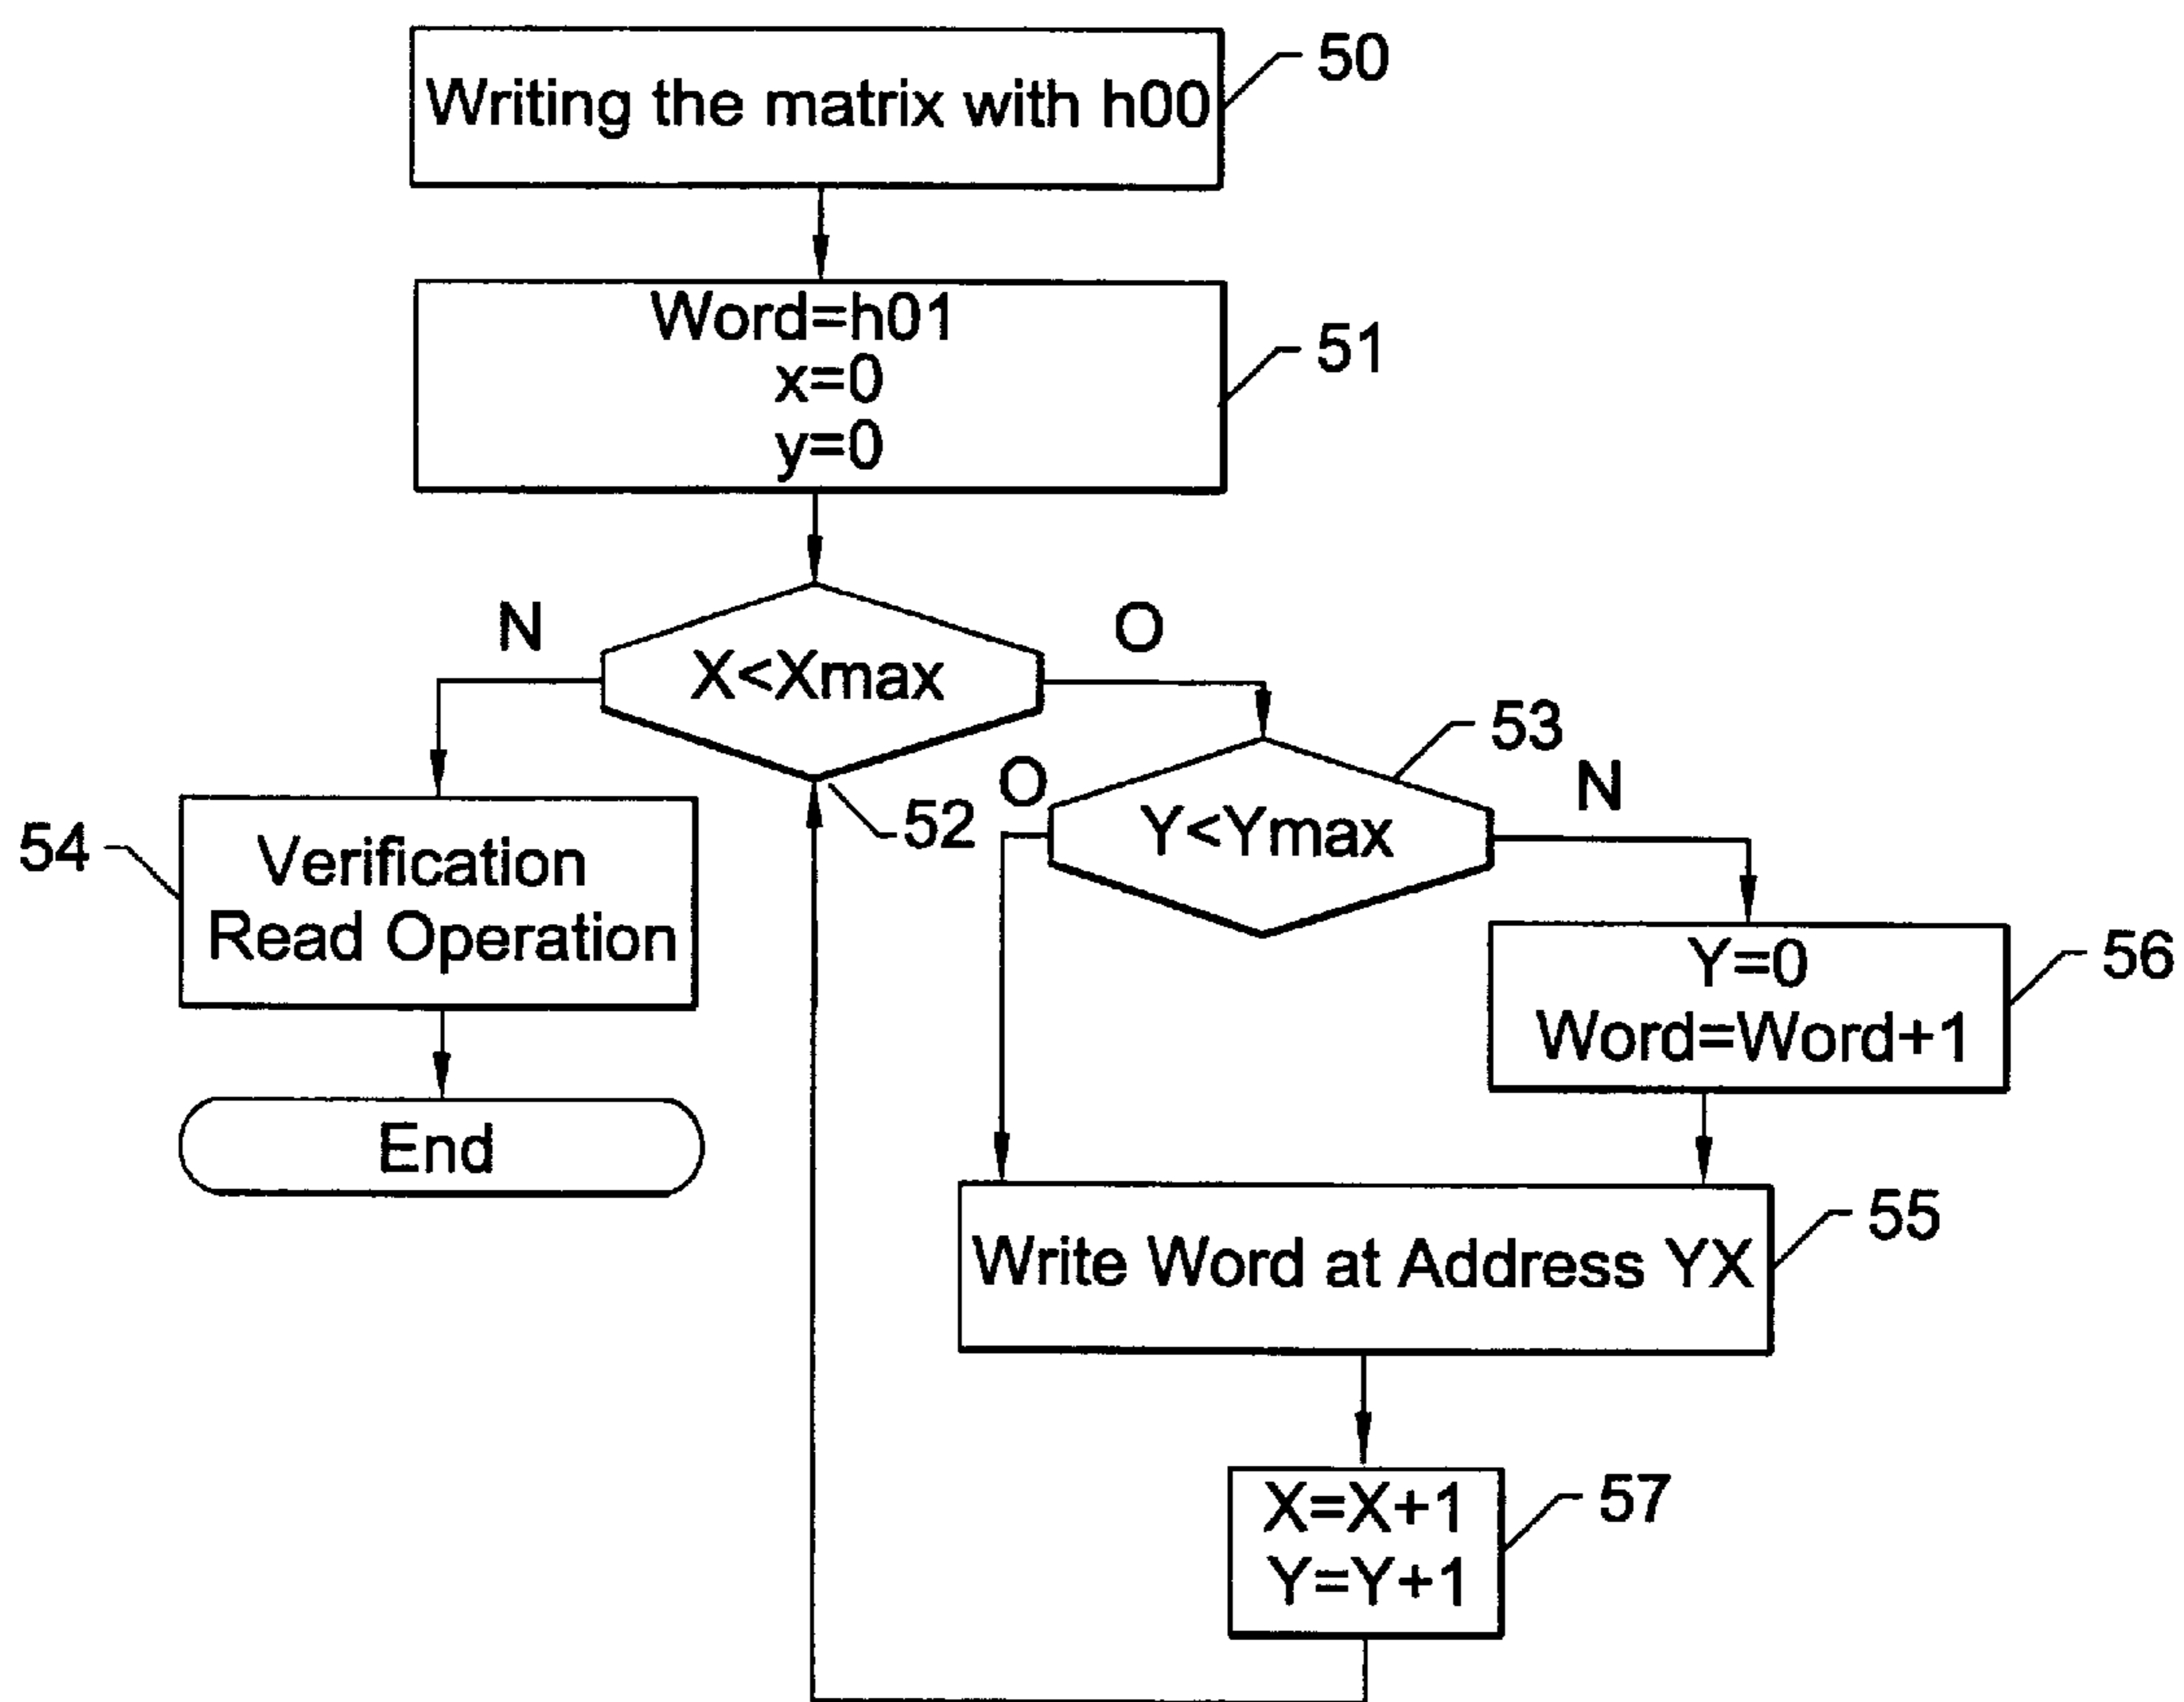 Writing the matrix with h00
50
Word=h01
x=0
y=0
51
N
O
X<Xmax
52
O
53
Y<Ymax
N
54
Verification
Read Operation
End
Y=0
Word=Word+1
56
Write Word at Address YX
55
X=X+1
Y=Y+1
57